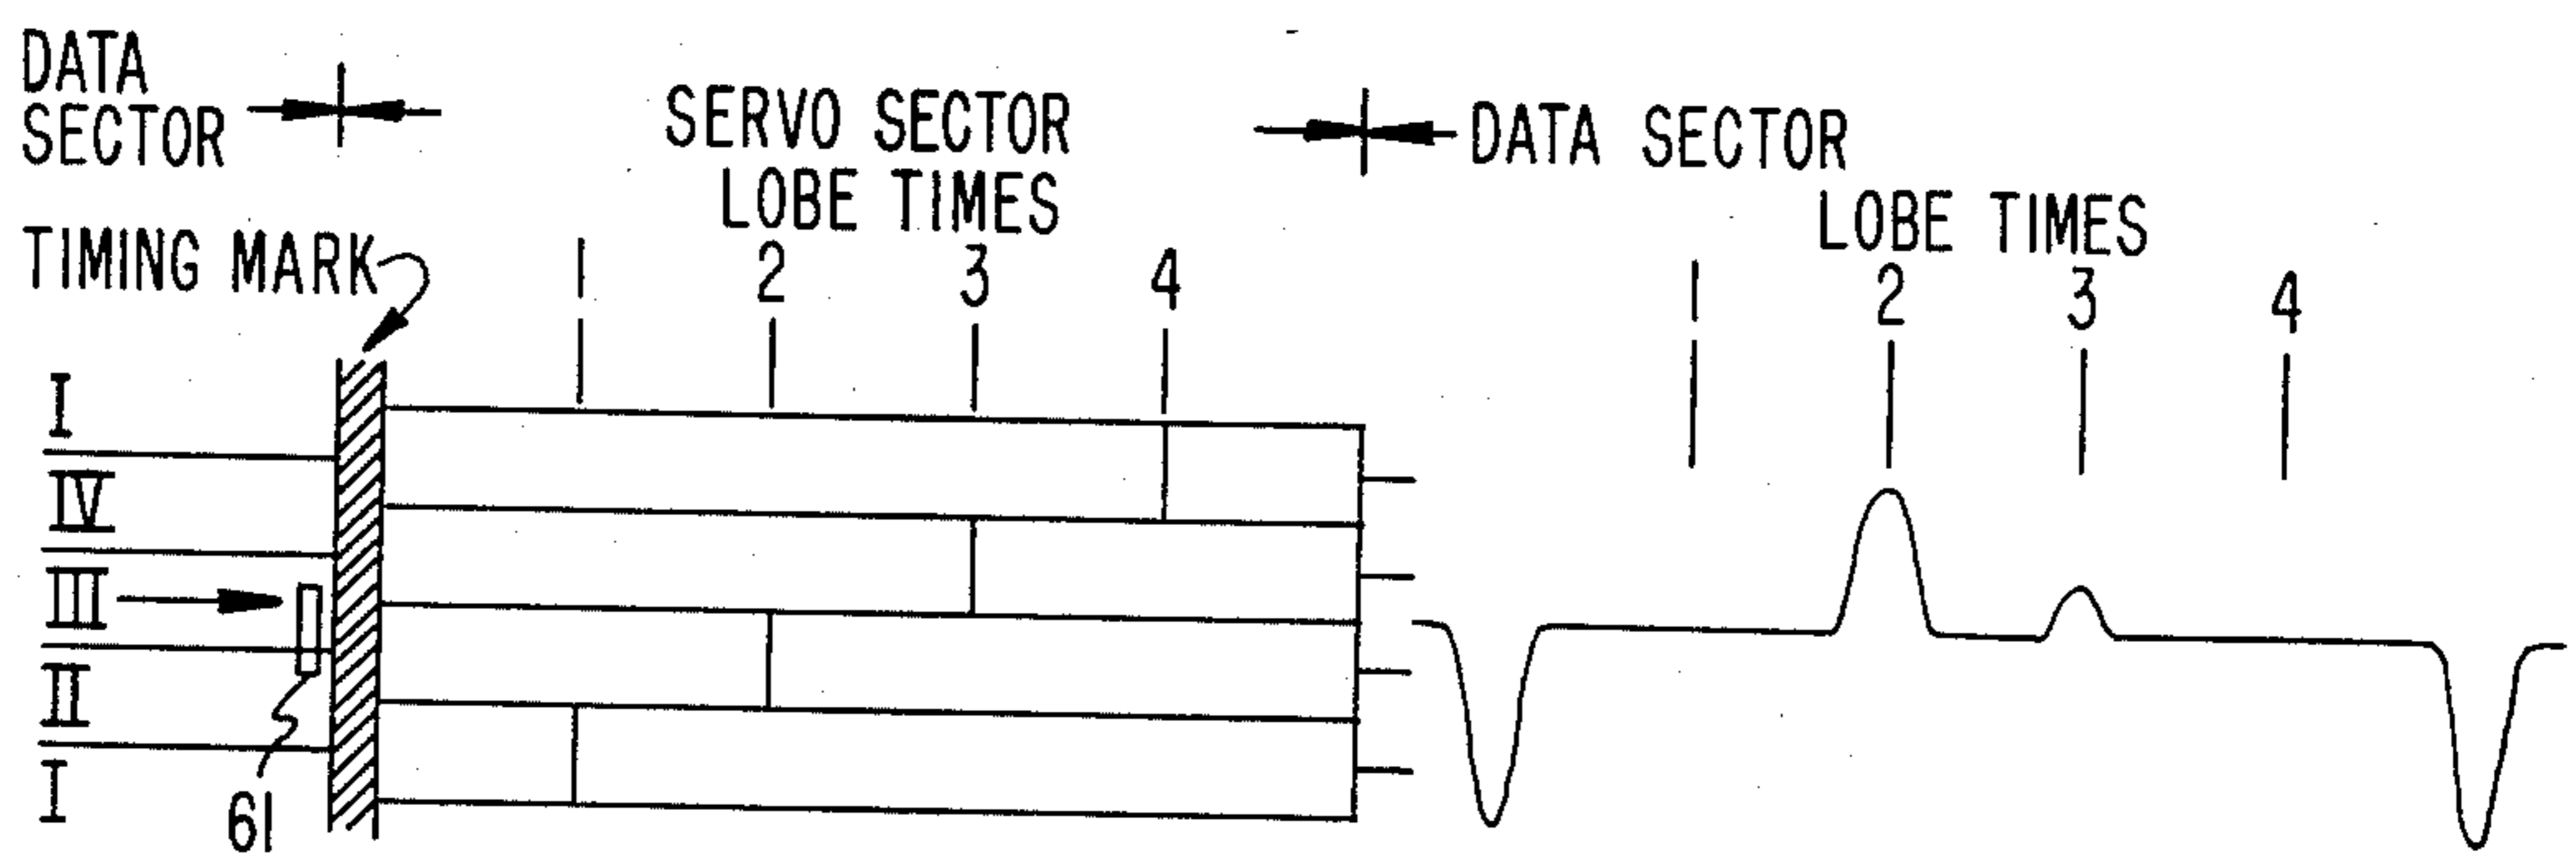 DATA
SECTOR
SERVO SECTOR
LOBE TIMES
1 2 3 4
DATA SECTOR
LOBE TIMES
1 2 3 4
TIMING MARK
I
IV
III
II
I
61